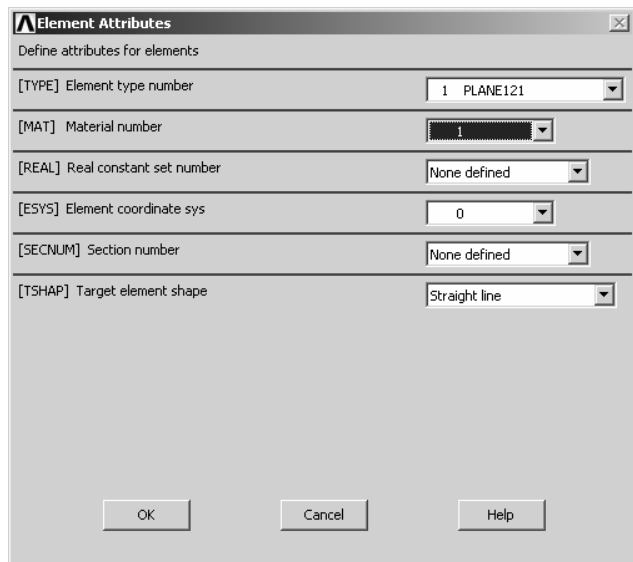 Element Attributes
Define attributes for elements
[TYPE] Element type number 1 PLANE121
[MAT] Material number 1
[REAL] Real constant set number None defined
[ESYS] Element coordinate sys 0
[SECNUM] Section number None defined
[TSHAP] Target element shape Straight line
OK Cancel Help